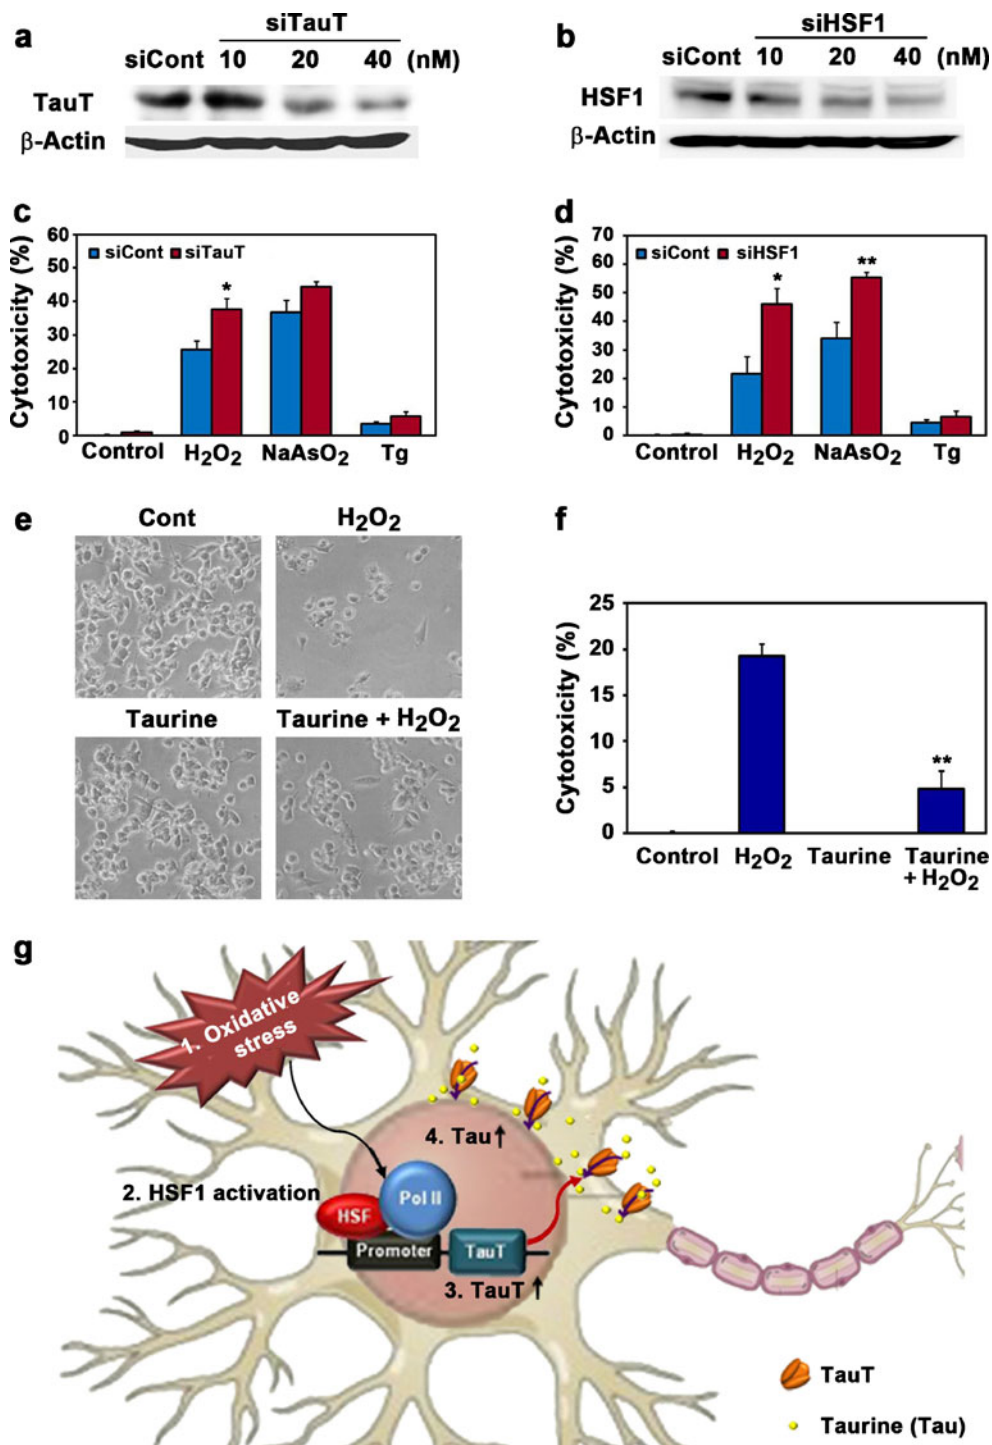 a
siTauT
siCont 10 20 40 (nM)
TauT
β-Actin
b
siHSF1
siCont 10 20 40 (nM)
HSF1
β-Actin
c
Cytotoxicity (%)
60
50
40
30
20
10
0
siCont siTauT
*
Control H₂O₂ NaAsO₂ Tg
d
Cytotoxicity (%)
70
60
50
40
30
20
10
0
siCont siHSF1
* **
Control H₂O₂ NaAsO₂ Tg
e
Cont H₂O₂
Taurine Taurine + H₂O₂
f
Cytotoxicity (%)
25
20
15
10
5
0
**
Control H₂O₂ Taurine Taurine
+ H₂O₂
g
1. Oxidative
stress
4. Tau↑
2. HSF1 activation
Pol II
HSF
Promoter TauT
3. TauT ↑
TauT
Taurine (Tau)